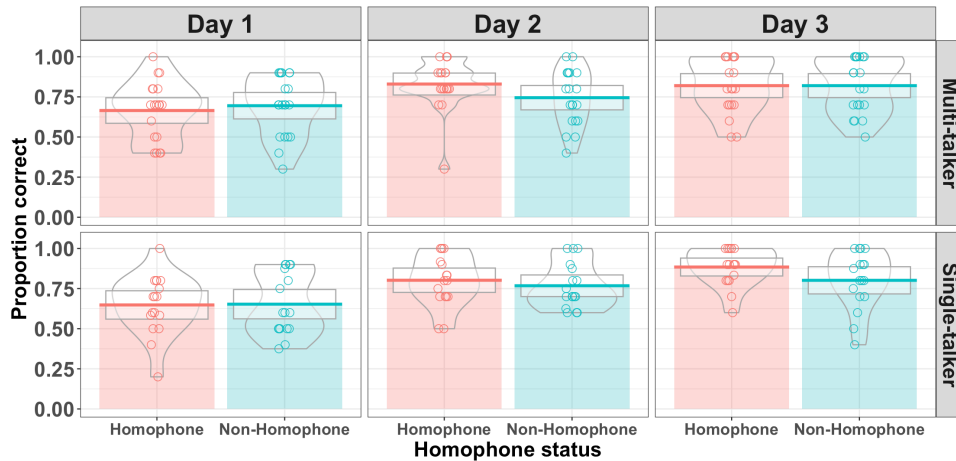 Day 1
Day 2
Day 3
Proportion correct
1.00
0.75
0.50
0.25
0.00
Multi-talker
1.00
0.75
0.50
0.25
0.00
Single-talker
Homophone
Non-Homophone
Homophone
Non-Homophone
Homophone
Non-Homophone
Homophone status